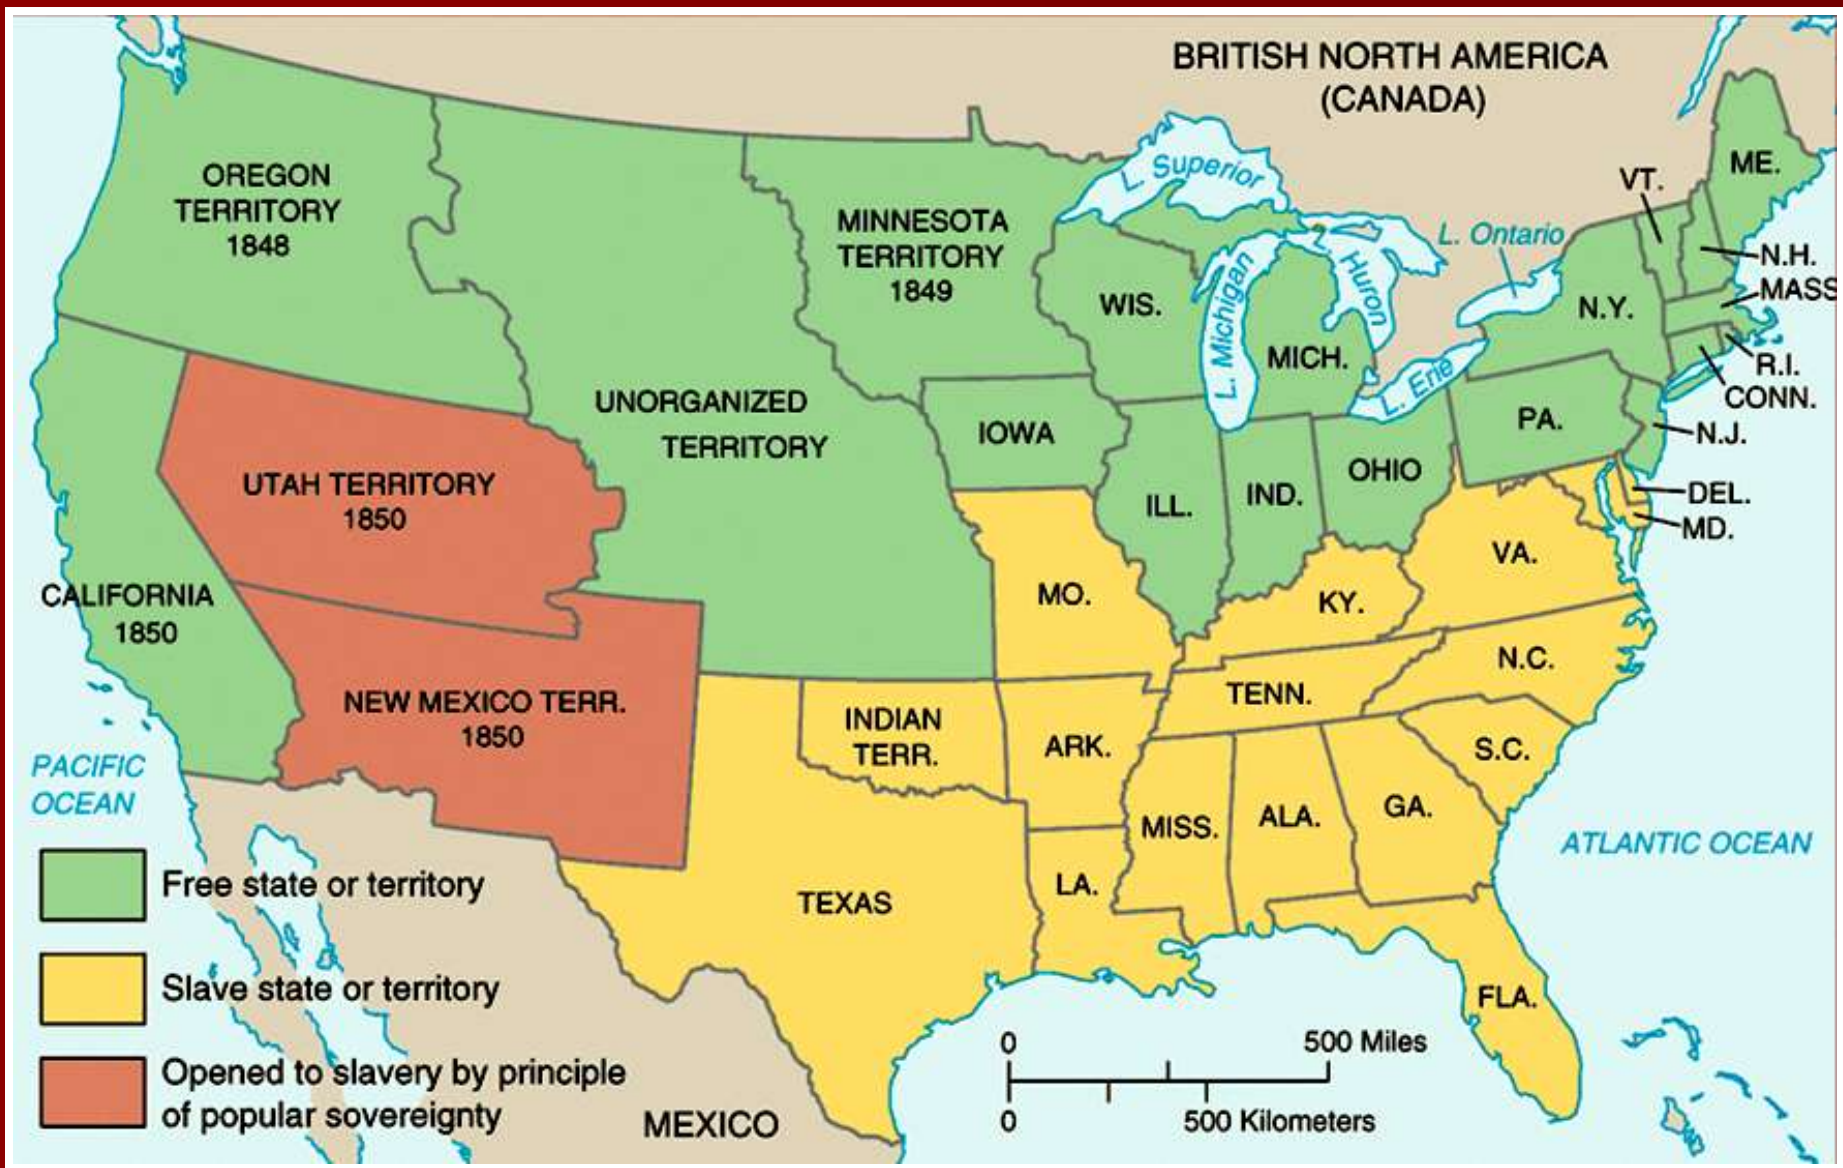 BRITISH NORTH AMERICA
(CANADA)
OREGON
TERRITORY
1848
MINNESOTA
TERRITORY
1849
L. Superior
VT.
ME.
L. Ontario
N.H.
MASS
WIS.
L. Michigan
Huron
MICH.
N.Y.
R.I.
CONN.
L. Erie
UNORGANIZED
TERRITORY
IOWA
PA.
N.J.
UTAH TERRITORY
1850
ILL.
IND.
OHIO
DEL.
MD.
CALIFORNIA
1850
MO.
KY.
VA.
NEW MEXICO TERR.
1850
INDIAN
TERR.
ARK.
TENN.
N.C.
S.C.
PACIFIC
OCEAN
MISS.
ALA.
GA.
ATLANTIC OCEAN
TEXAS
LA.
FLA.
Free state or territory
Slave state or territory
Opened to slavery by principle
of popular sovereignty
MEXICO
0 500 Miles
0 500 Kilometers